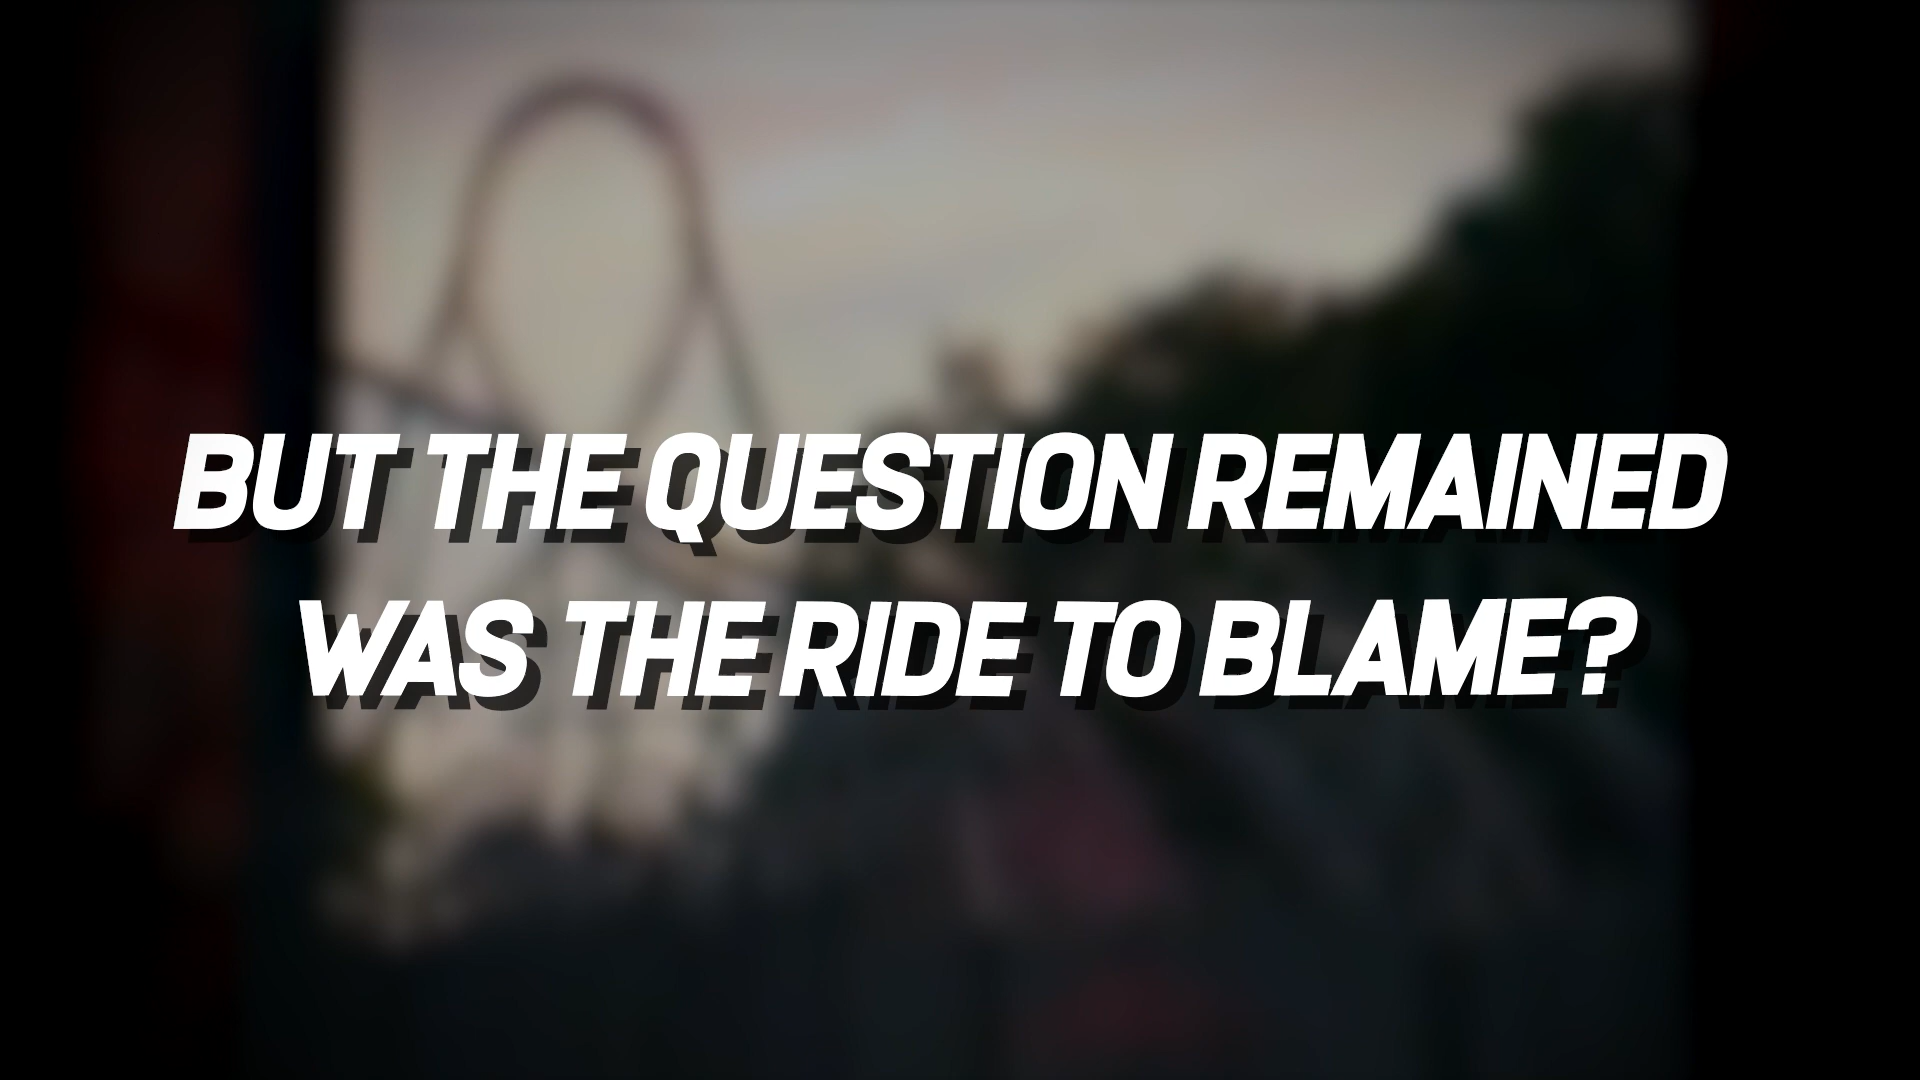 BUT THE QUESTION REMAINED
WAS THE RIDE TO BLAME?